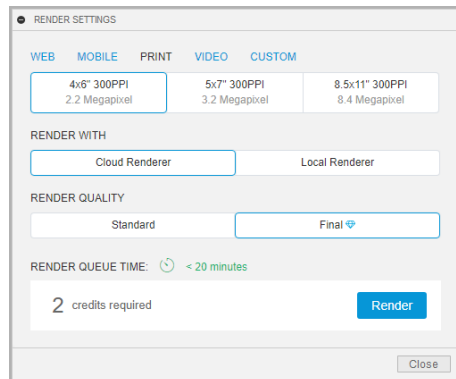 RENDER SETTINGS
WEB MOBILE PRINT VIDEO CUSTOM
4x6" 300PPI 5x7" 300PPI 8.5x11" 300PPI
2.2 Megapixel 3.2 Megapixel 8.4 Megapixel
RENDER WITH
Cloud Renderer Local Renderer
RENDER QUALITY
Standard Final
RENDER QUEUE TIME: < 20 minutes
2 credits required Render
Close